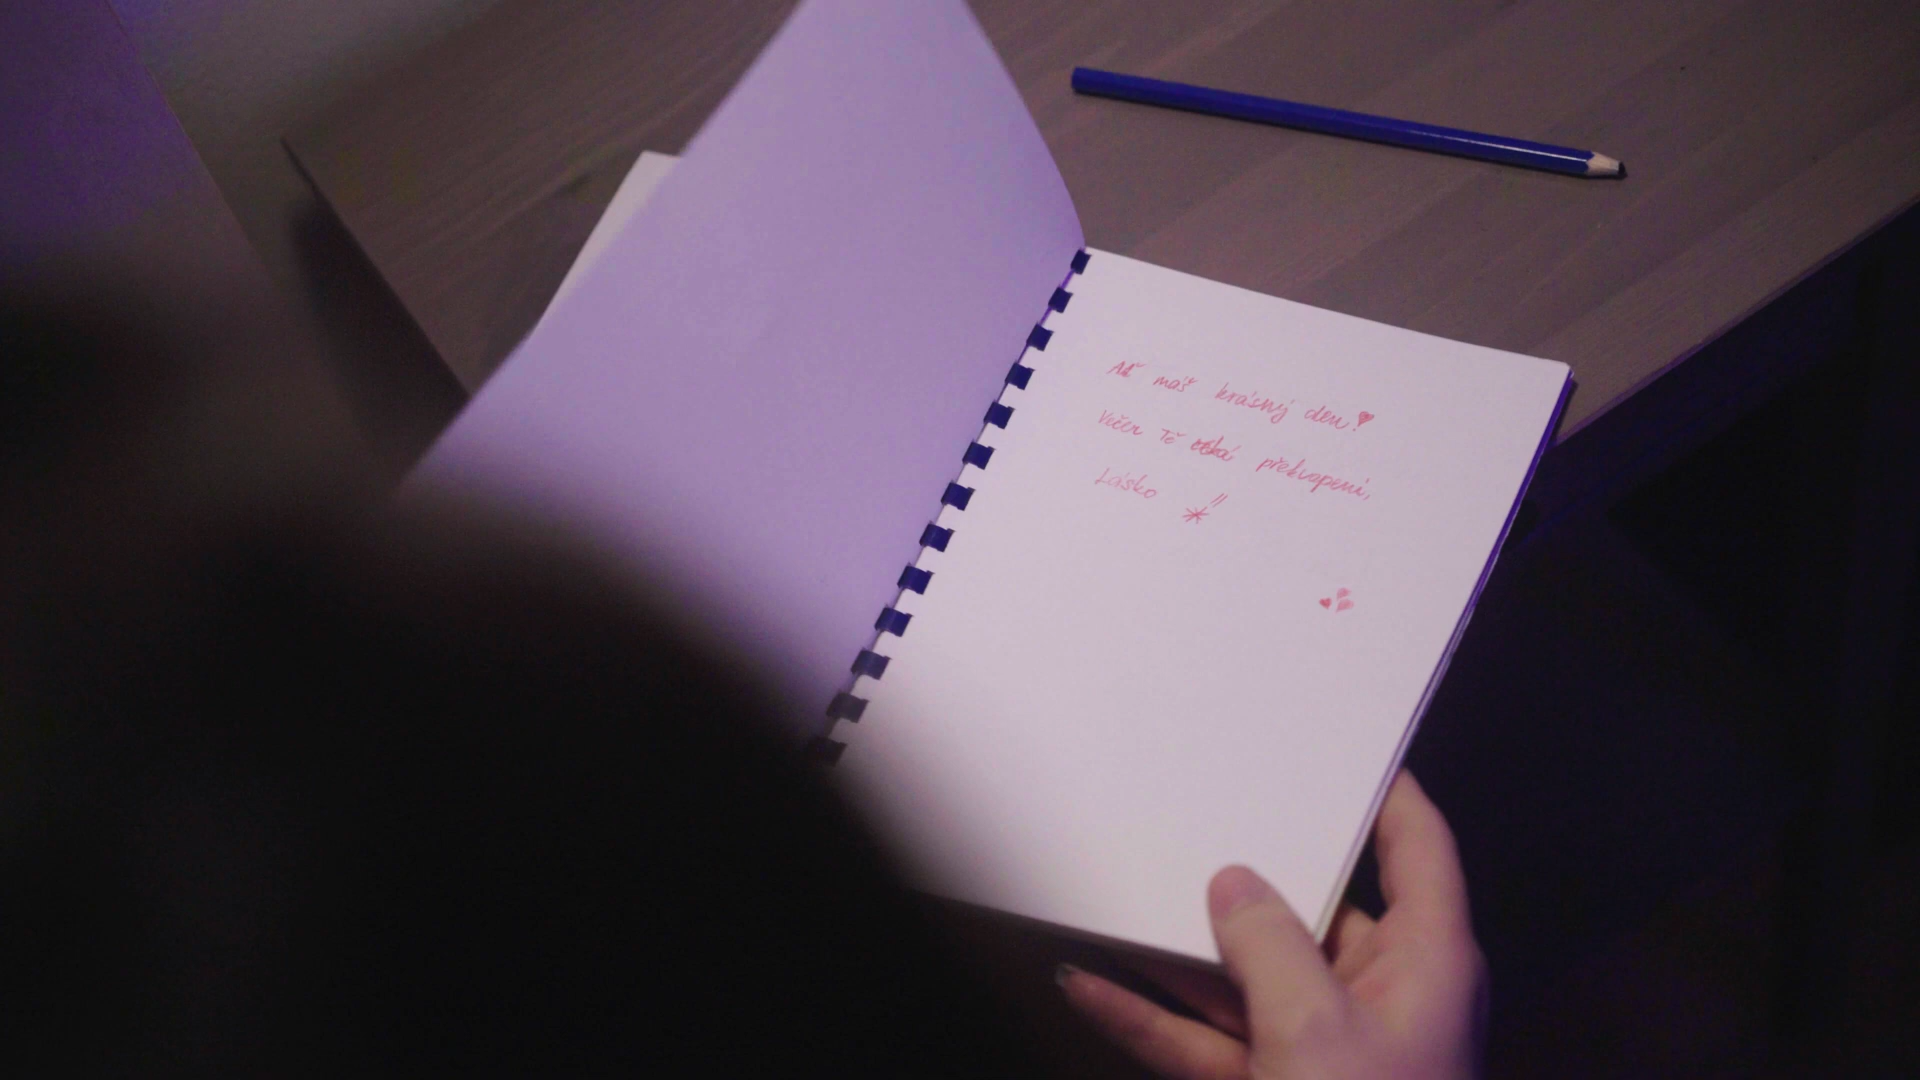 Ať máš krásný den!
Večer Tě čeká překvapení,
Lásko